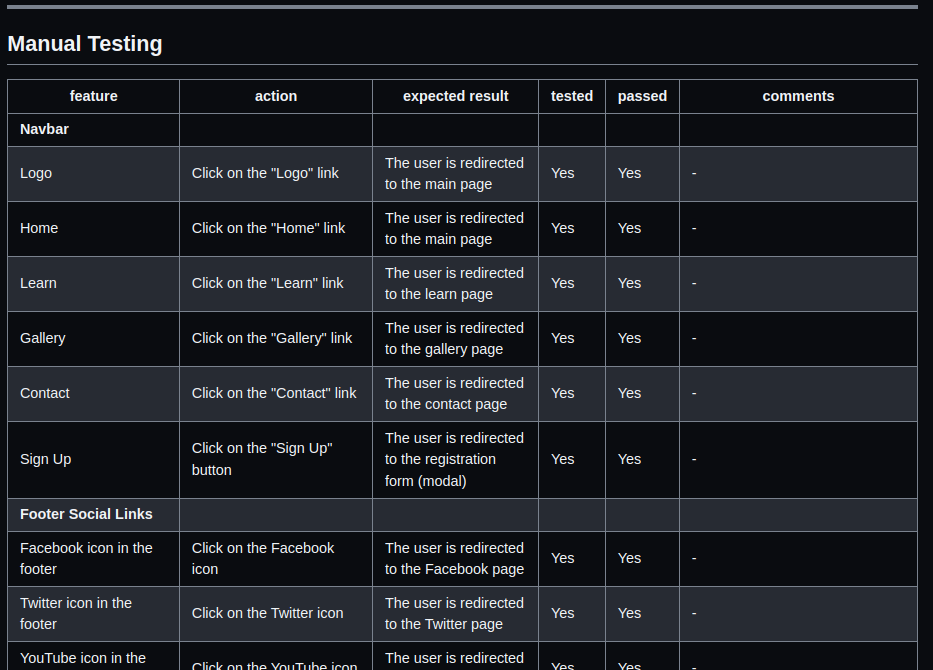 Manual Testing
feature action expected result tested passed comments
Navbar
Logo Click on the "Logo" link The user is redirected to the main page Yes Yes -
Home Click on the "Home" link The user is redirected to the main page Yes Yes -
Learn Click on the "Learn" link The user is redirected to the learn page Yes Yes -
Gallery Click on the "Gallery" link The user is redirected to the gallery page Yes Yes -
Contact Click on the "Contact" link The user is redirected to the contact page Yes Yes -
Sign Up Click on the "Sign Up" button The user is redirected to the registration form (modal) Yes Yes -
Footer Social Links
Facebook icon in the footer Click on the Facebook icon The user is redirected to the Facebook page Yes Yes -
Twitter icon in the footer Click on the Twitter icon The user is redirected to the Twitter page Yes Yes -
YouTube icon in the Click on the YouTube icon The user is redirected Yes Yes -